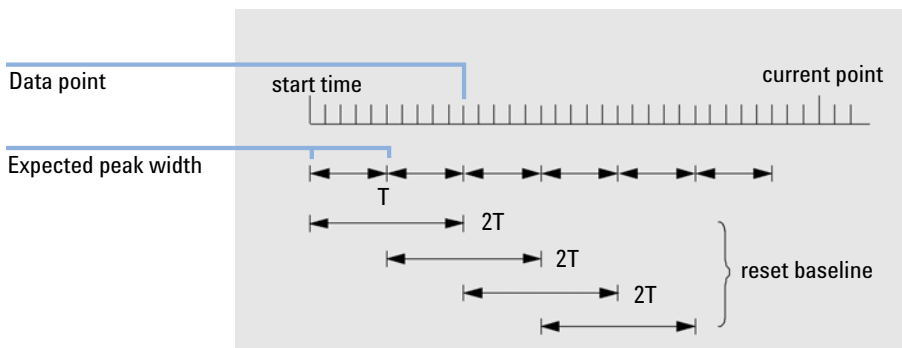 Data point
start time
current point
Expected peak width
T
2T
2T
2T
reset baseline